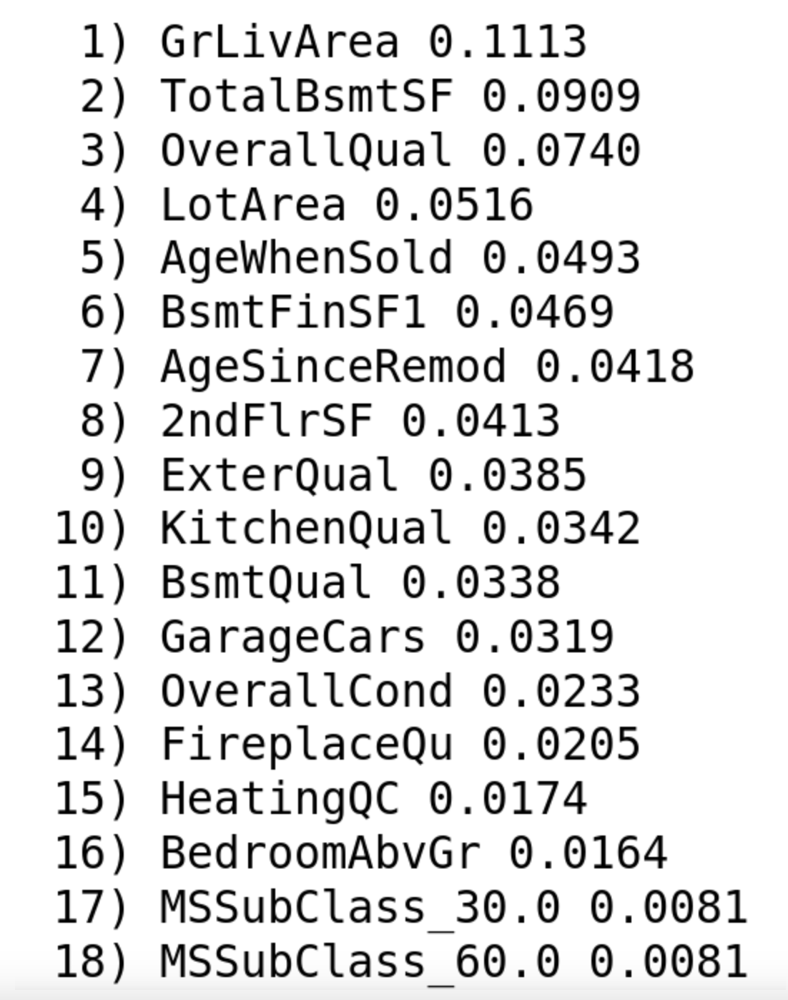 1) GrLivArea 0.1113
2) TotalBsmtSF 0.0909
3) OverallQual 0.0740
4) LotArea 0.0516
5) AgeWhenSold 0.0493
6) BsmtFinSF1 0.0469
7) AgeSinceRemod 0.0418
8) 2ndFlrSF 0.0413
9) ExterQual 0.0385
10) KitchenQual 0.0342
11) BsmtQual 0.0338
12) GarageCars 0.0319
13) OverallCond 0.0233
14) FireplaceQu 0.0205
15) HeatingQC 0.0174
16) BedroomAbvGr 0.0164
17) MSSubClass_30.0 0.0081
18) MSSubClass_60.0 0.0081